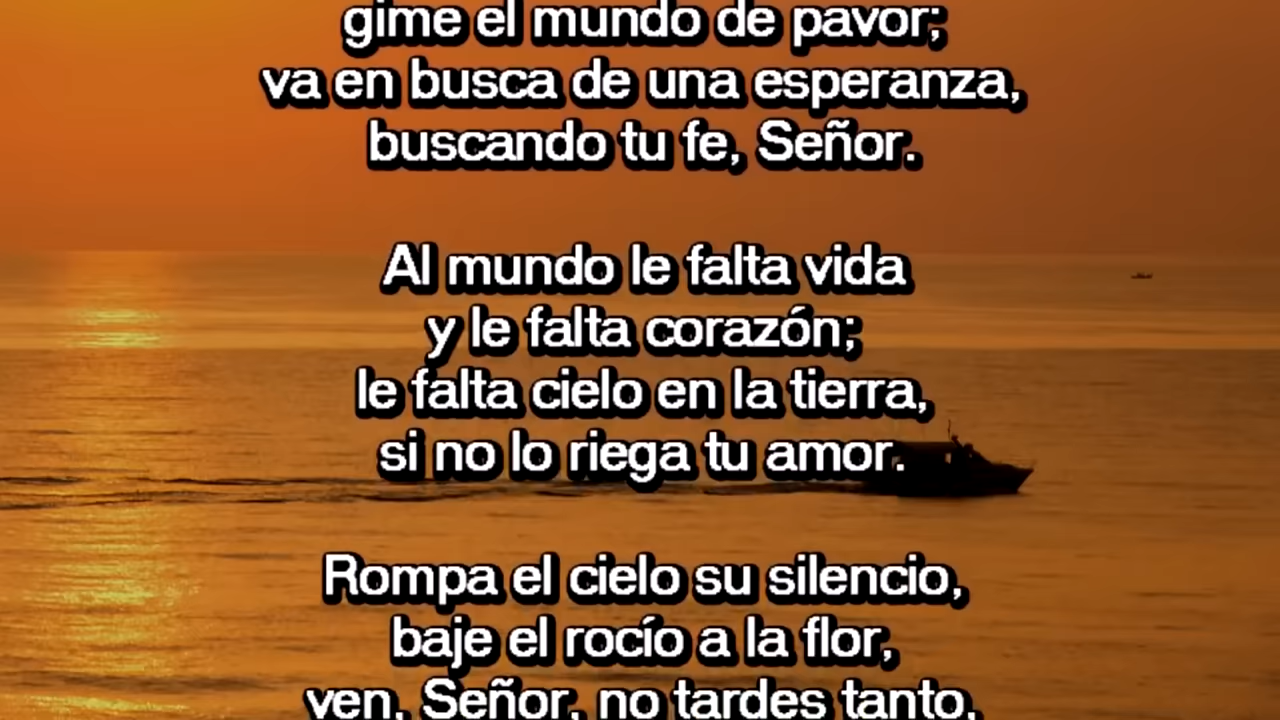 gime el mundo de pavor;
va en busca de una esperanza,
buscando tu fe, Señor.
Al mundo le falta vida
y le falta corazón;
le falta cielo en la tierra,
si no lo riega tu amor.
Rompa el cielo su silencio,
baje el rocío a la flor,
ven, Señor, no tardes tanto,